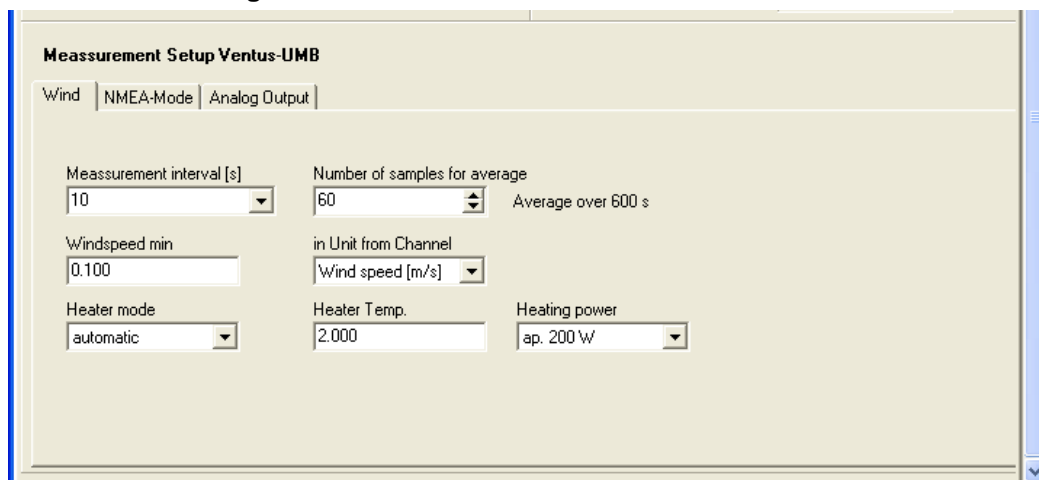 Meassurement Setup Ventus-UMB
Wind NMEA-Mode Analog Output
Meassurement interval [s] Number of samples for average
10 60 Average over 600 s
Windspeed min in Unit from Channel
0.100 Wind speed [m/s]
Heater mode Heater Temp. Heating power
automatic 2.000 ap. 200 W